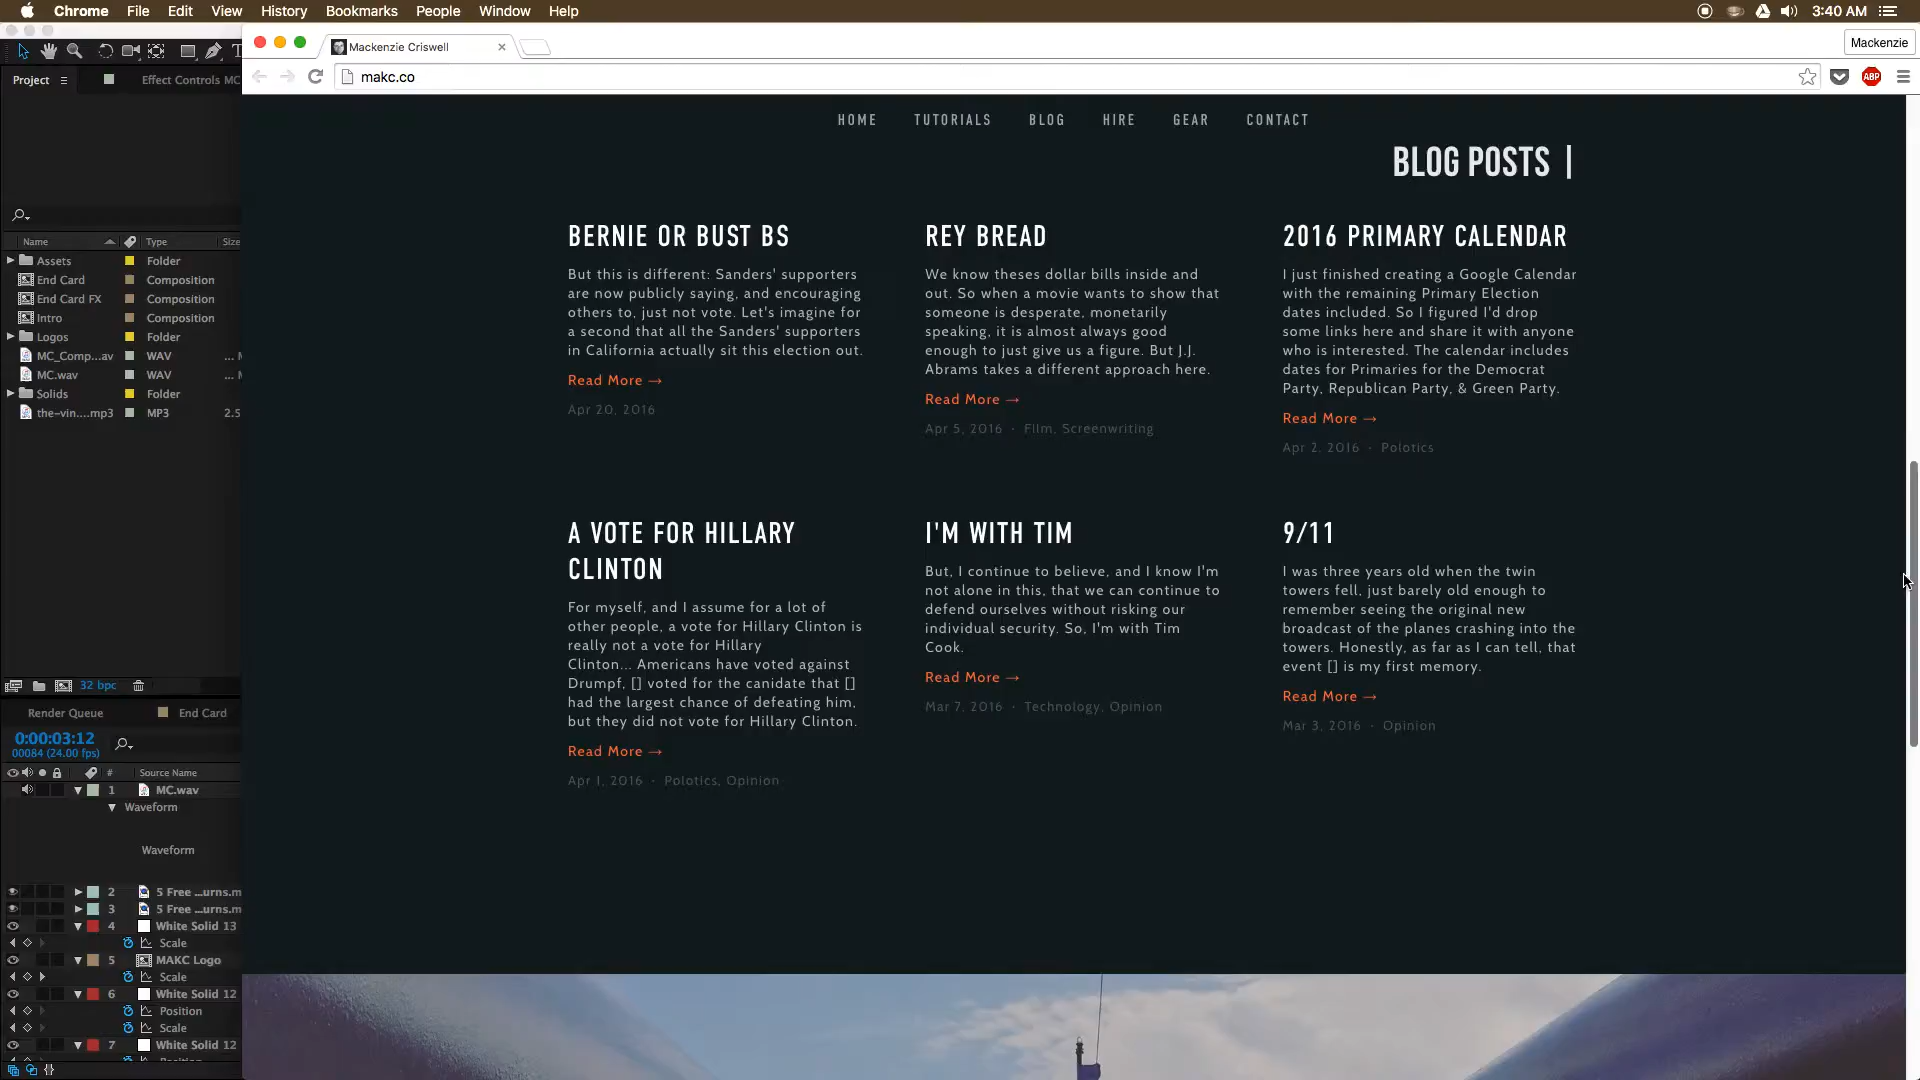 Chrome File Edit View History Bookmarks People Window Help 3:40 AM
Mackenzie Criswell
Mackenzie
makc.co
ABP
Project
Effect Controls MC
Name Type Size
Assets Folder
End Card Composition
End Card FX Composition
Intro Composition
Logos Folder
MC_Comp...av WAV ... M
MC.wav WAV ... M
Solids Folder
the-vin....mp3 MP3 2.5
32 bpc
Render Queue End Card
0:00:03:12
00084 (24.00 fps)
# Source Name
1 MC.wav
Waveform
Waveform
2 5 Free ...urns.m
3 5 Free ...urns.m
4 White Solid 13
Scale
5 MAKC Logo
Scale
6 White Solid 12
Position
Scale
7 White Solid 12
HOME TUTORIALS BLOG HIRE GEAR CONTACT
BLOG POSTS |
BERNIE OR BUST BS
But this is different: Sanders' supporters
are now publicly saying, and encouraging
others to, just not vote. Let's imagine for
a second that all the Sanders' supporters
in California actually sit this election out.
Read More →
Apr 20, 2016
REY BREAD
We know theses dollar bills inside and
out. So when a movie wants to show that
someone is desperate, monetarily
speaking, it is almost always good
enough to just give us a figure. But J.J.
Abrams takes a different approach here.
Read More →
Apr 5, 2016 · Film, Screenwriting
2016 PRIMARY CALENDAR
I just finished creating a Google Calendar
with the remaining Primary Election
dates included. So I figured I'd drop
some links here and share it with anyone
who is interested. The calendar includes
dates for Primaries for the Democrat
Party, Republican Party, & Green Party.
Read More →
Apr 2, 2016 · Polotics
A VOTE FOR HILLARY
CLINTON
For myself, and I assume for a lot of
other people, a vote for Hillary Clinton is
really not a vote for Hillary
Clinton... Americans have voted against
Drumpf, [] voted for the canidate that []
had the largest chance of defeating him,
but they did not vote for Hillary Clinton.
Read More →
Apr 1, 2016 · Polotics, Opinion
I'M WITH TIM
But, I continue to believe, and I know I'm
not alone in this, that we can continue to
defend ourselves without risking our
individual security. So, I'm with Tim
Cook.
Read More →
Mar 7, 2016 · Technology, Opinion
9/11
I was three years old when the twin
towers fell, just barely old enough to
remember seeing the original new
broadcast of the planes crashing into the
towers. Honestly, as far as I can tell, that
event [] is my first memory.
Read More →
Mar 3, 2016 · Opinion